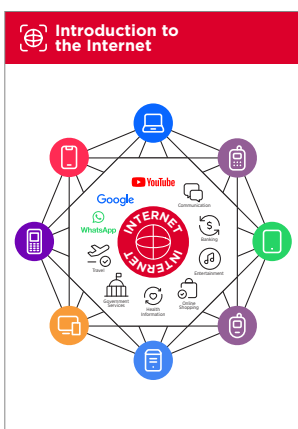 Introduction to
the Internet
YouTube
Google
Communication
WhatsApp
INTERNET
INTERNET
Banking
Travel
Entertainment
Government
Services
Health
Information
Online
Shopping